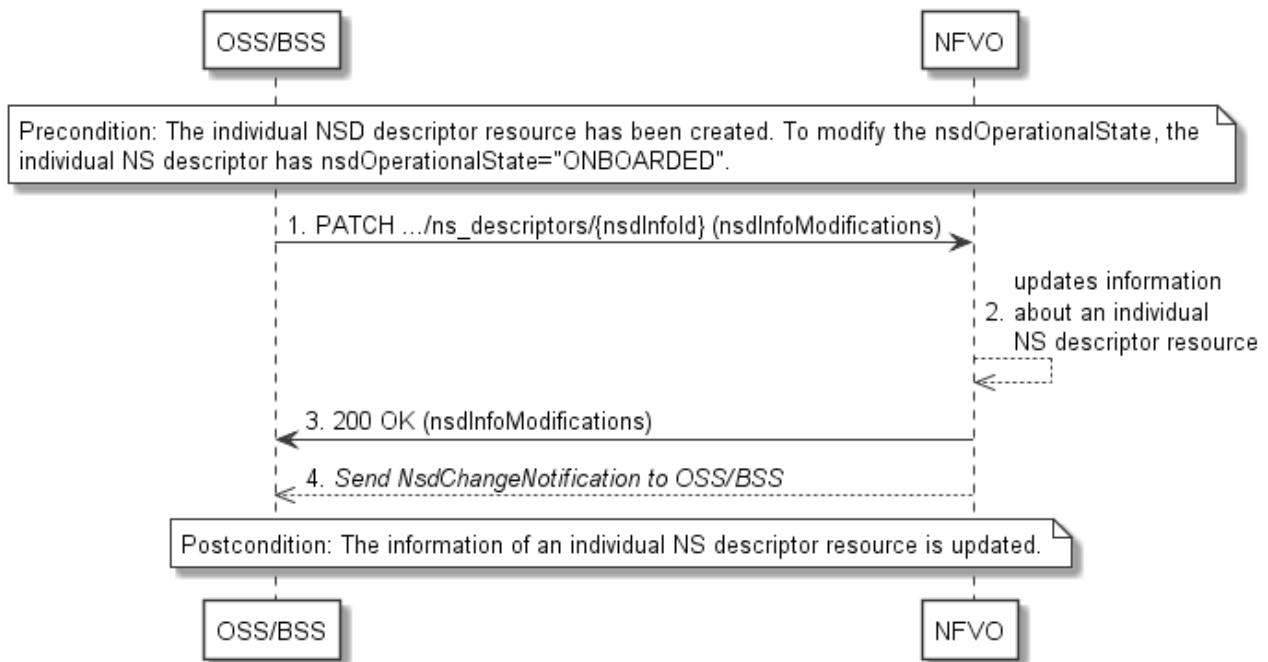 OSS/BSS
NFVO
Precondition: The individual NSD descriptor resource has been created. To modify the nsdOperationalState, the
individual NS descriptor has nsdOperationalState="ONBOARDED".
1. PATCH .../ns_descriptors/{nsdInfoId} (nsdInfoModifications)
updates information
2. about an individual
NS descriptor resource
3. 200 OK (nsdInfoModifications)
4. Send NsdChangeNotification to OSS/BSS
Postcondition: The information of an individual NS descriptor resource is updated.
OSS/BSS
NFVO